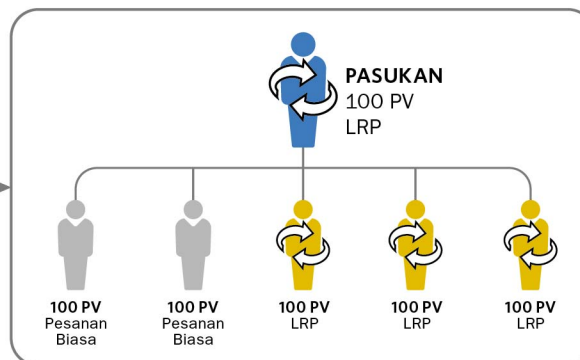 PASUKAN
100 PV
LRP
100 PV
Pesanan
Biasa
100 PV
Pesanan
Biasa
100 PV
LRP
100 PV
LRP
100 PV
LRP